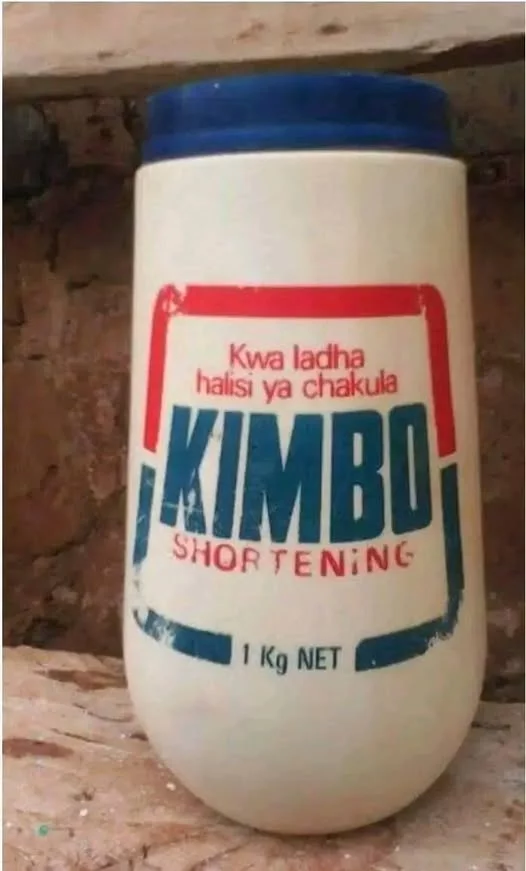 Kwa ladha
halisi ya chakula
KIMBO
SHORTENiNG
1 Kg NET